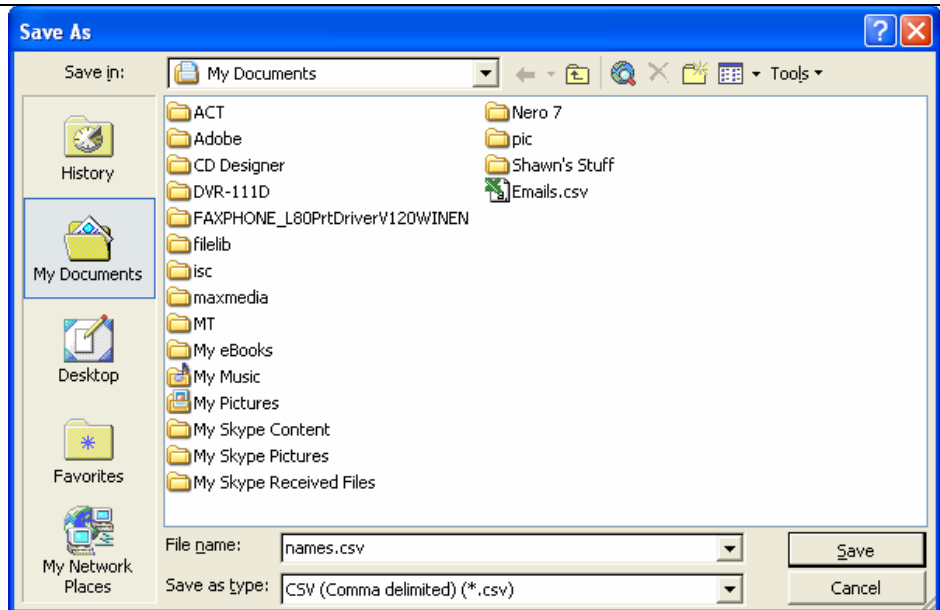 Save As
Save in:
My Documents
Tools
History
My Documents
Desktop
Favorites
My Network
Places
ACT
Adobe
CD Designer
DVR-111D
FAXPHONE_L80PrtDriverV120WINEN
filelib
isc
maxmedia
MT
My eBooks
My Music
My Pictures
My Skype Content
My Skype Pictures
My Skype Received Files
Nero 7
pic
Shawn's Stuff
Emails.csv
File name:
names.csv
Save
Save as type:
CSV (Comma delimited) (*.csv)
Cancel